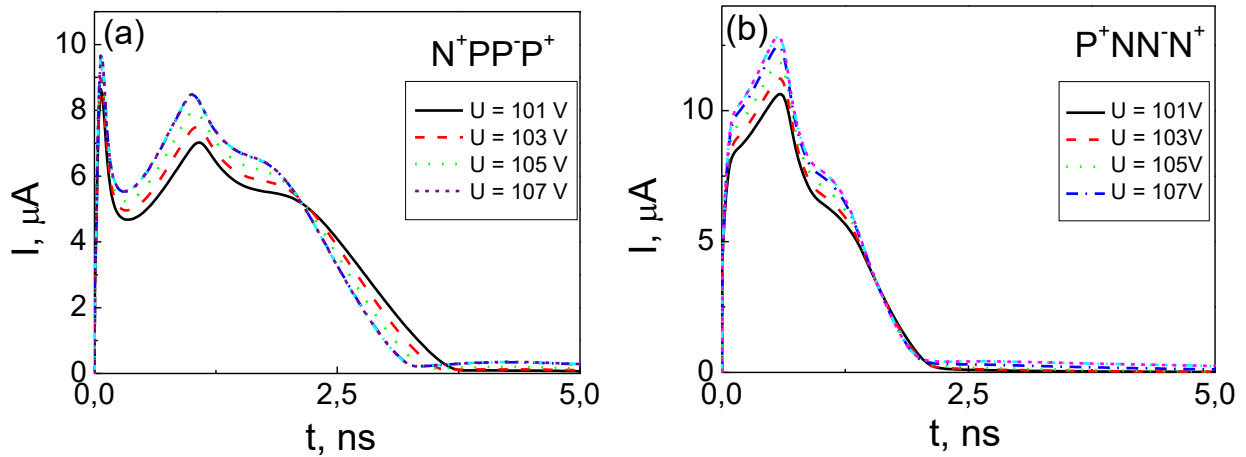 (a)
N⁺PP⁻P⁺
U = 101 V
U = 103 V
U = 105 V
U = 107 V
I, μA
10
8
6
4
2
0
0,0
2,5
5,0
t, ns
(b)
P⁺NN⁻N⁺
U = 101V
U = 103V
U = 105V
U = 107V
I, μA
10
5
0
0,0
2,5
5,0
t, ns